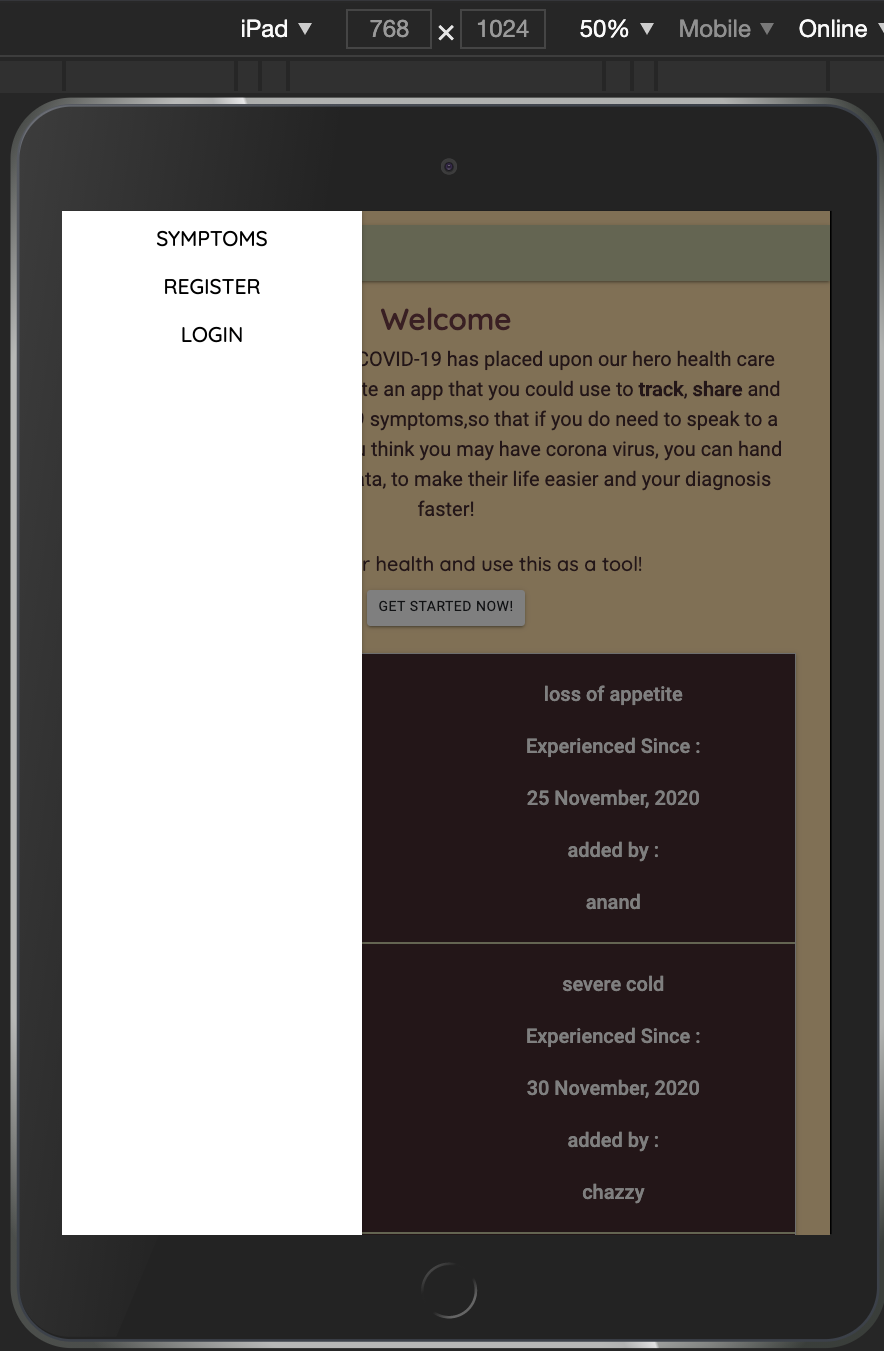 iPad ▼ 768 × 1024 50% ▼ Mobile ▼ Online
SYMPTOMS
REGISTER
LOGIN
Welcome
COVID-19 has placed upon our hero health care
an app that you could use to track, share and
symptoms,so that if you do need to speak to a
think you may have corona virus, you can hand
to make their life easier and your diagnosis
faster!
health and use this as a tool!
GET STARTED NOW!
loss of appetite
Experienced Since :
25 November, 2020
added by :
anand
severe cold
Experienced Since :
30 November, 2020
added by :
chazzy